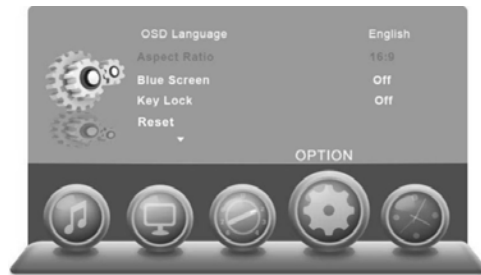 OSD Language English
Aspect Ratio 16:9
Blue Screen Off
Key Lock Off
Reset
OPTION